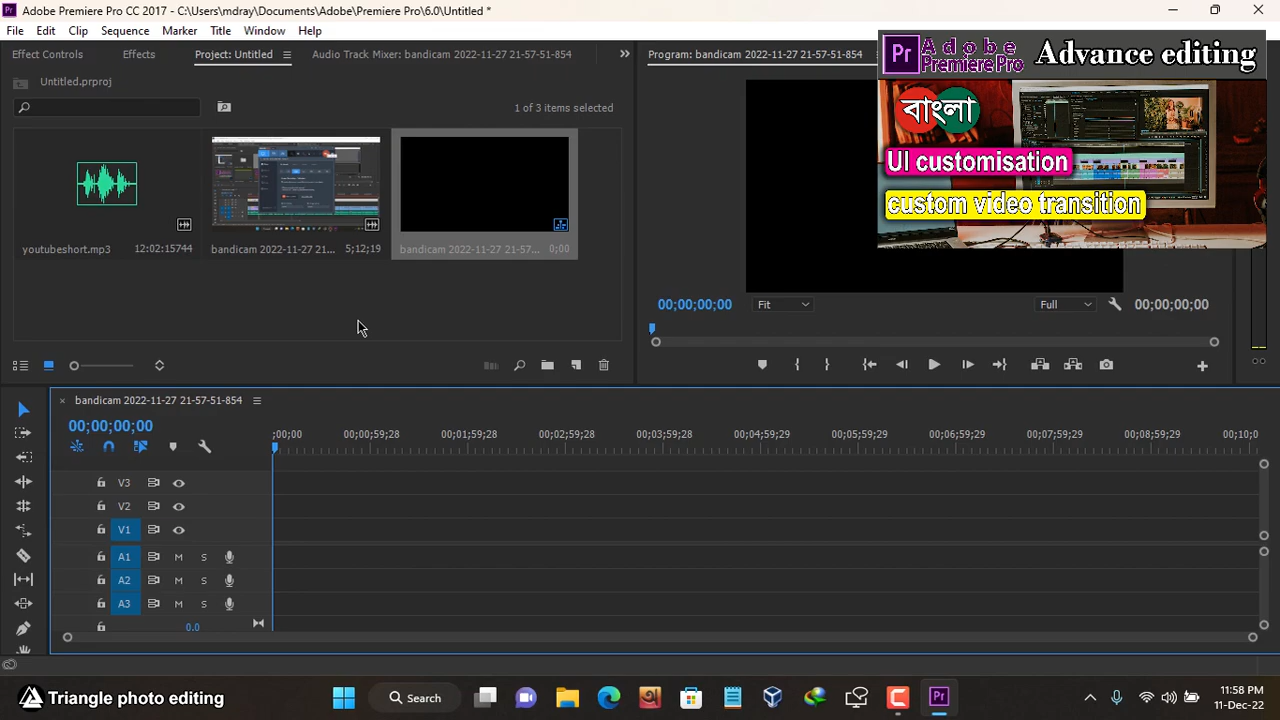 Adobe Premiere Pro CC 2017 - C:\Users\mdray\Documents\Adobe\Premiere Pro\6.0\Untitled *
File Edit Clip Sequence Marker Title Window Help
Effect Controls Effects Project: Untitled Audio Track Mixer: bandicam 2022-11-27 21-57-51-854
Program: bandicam 2022-11-27 21-57-51-854
Pr Adobe Premiere Pro Advance editing
বাংলা
UI customisation
custom video transition
Untitled.prproj
1 of 3 items selected
youtubeshort.mp3 12:02:15744 bandicam 2022-11-27 21... 5;12;19 bandicam 2022-11-27 21-57... 0;00
00;00;00;00 Fit Full 00;00;00;00
bandicam 2022-11-27 21-57-51-854
00;00;00;00
;00;00 00;00;59;28 00;01;59;28 00;02;59;28 00;03;59;28 00;04;59;29 00;05;59;29 00;06;59;29 00;07;59;29 00;08;59;29 00;10;0
V3
V2
V1
A1 M S
A2 M S
A3 M S
0.0
Triangle photo editing Search 11:58 PM
11-Dec-22